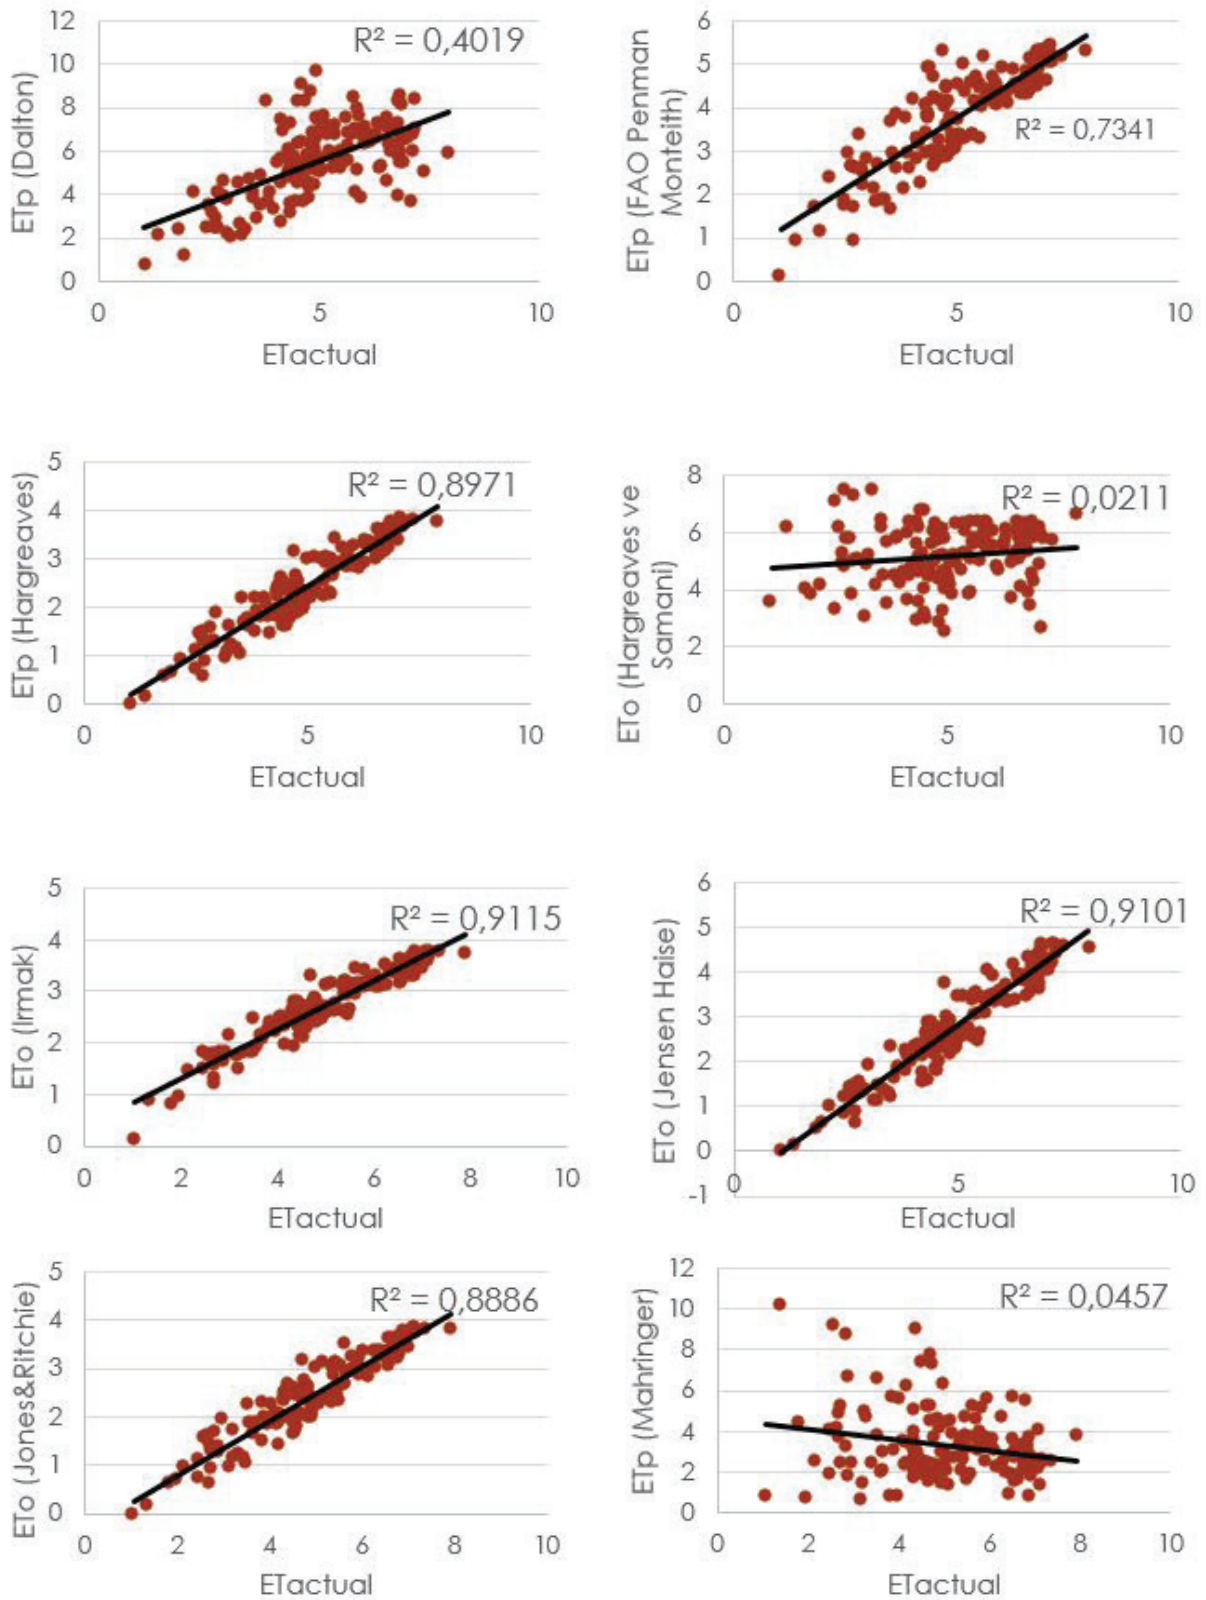 12
10
8
6
4
2
0
ETp (Dalton)
R² = 0,4019
0 5 10
ETactual
6
5
4
3
2
1
0
ETp (FAO Penman
Monteith)
R² = 0,7341
0 5 10
ETactual
5
4
3
2
1
0
ETp (Hargreaves)
R² = 0,8971
0 5 10
ETactual
8
6
4
2
0
ETo (Hargreaves ve
Samani)
R² = 0,0211
0 5 10
ETactual
5
4
3
2
1
0
ETo (Irmak)
R² = 0,9115
0 2 4 6 8 10
ETactual
6
5
4
3
2
1
0
-1
ETo (Jensen Haise)
R² = 0,9101
0 5 10
ETactual
5
4
3
2
1
0
ETo (Jones&Ritchie)
R² = 0,8886
0 2 4 6 8 10
ETactual
12
10
8
6
4
2
0
ETp (Mahringer)
R² = 0,0457
0 2 4 6 8 10
ETactual